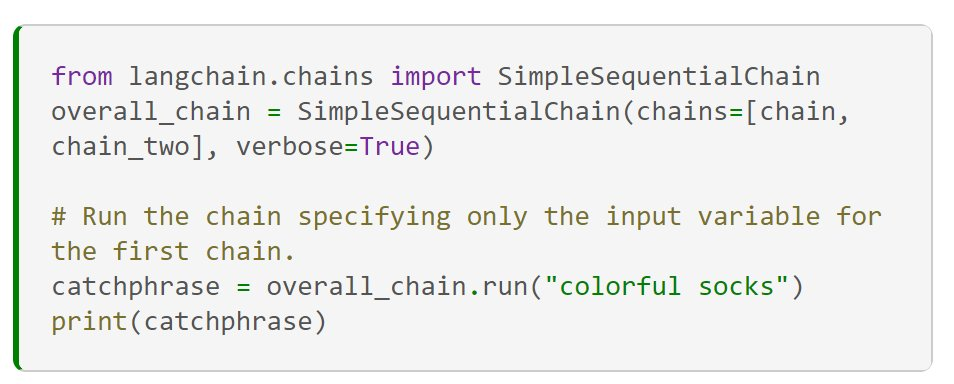 from langchain.chains import SimpleSequentialChain
overall_chain = SimpleSequentialChain(chains=[chain,
chain_two], verbose=True)
# Run the chain specifying only the input variable for
the first chain.
catchphrase = overall_chain.run("colorful socks")
print(catchphrase)